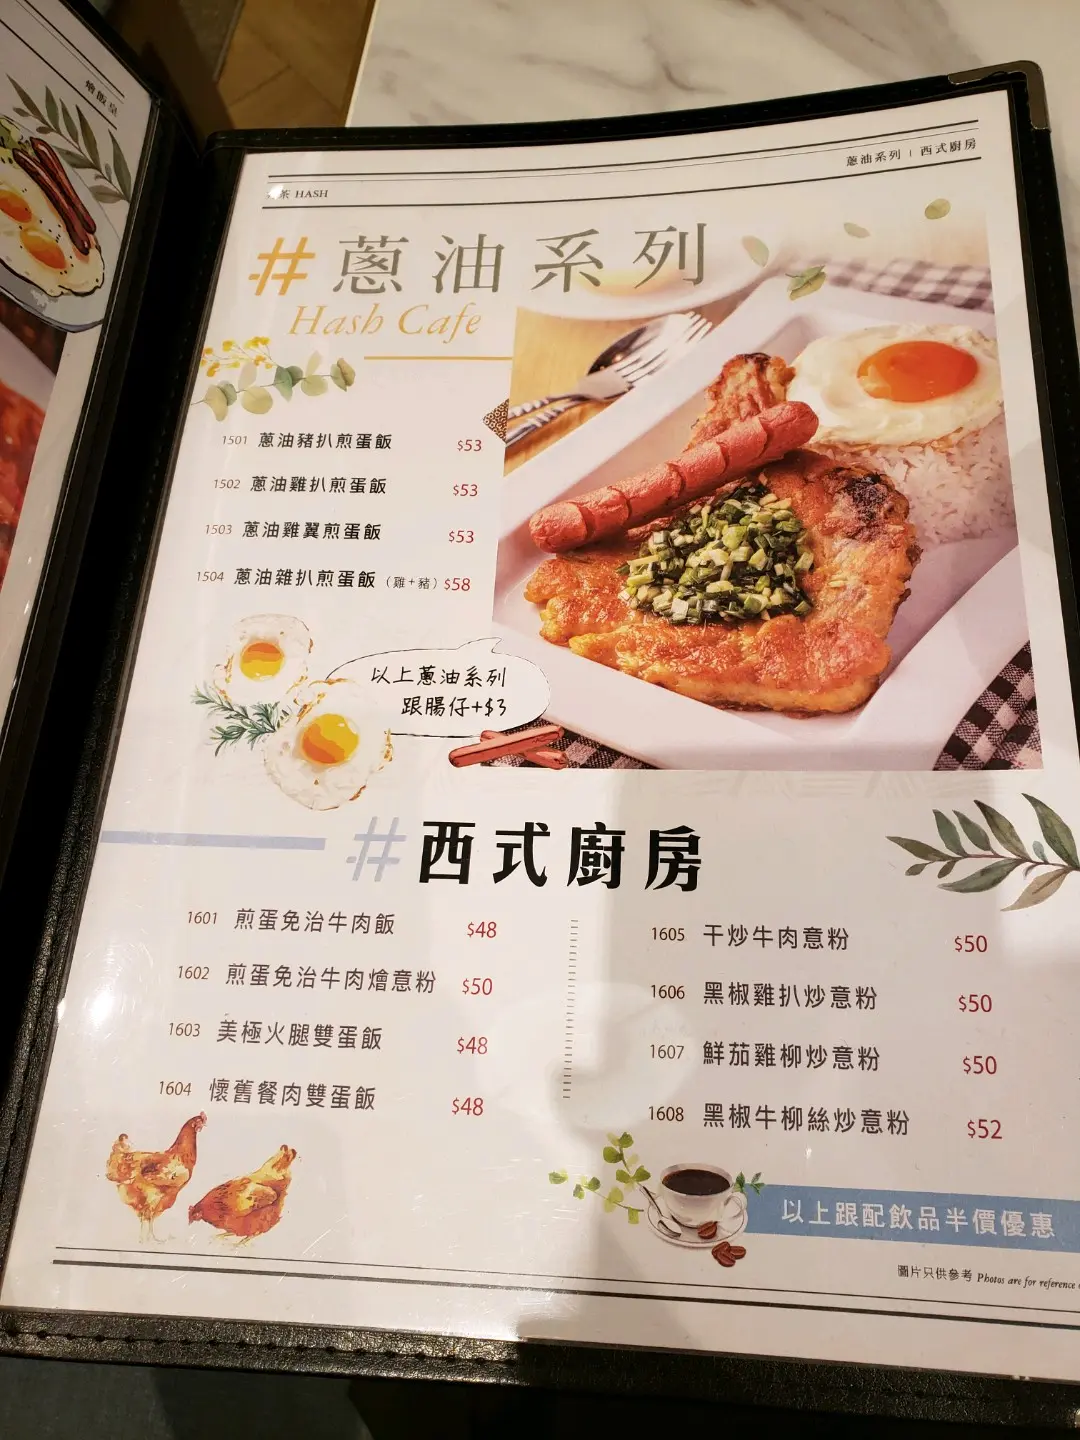 燴飯皇
茶 HASH
蔥油系列 | 西式廚房
#蔥油系列
Hash Cafe
1501 蔥油豬扒煎蛋飯 $53
1502 蔥油雞扒煎蛋飯 $53
1503 蔥油雞翼煎蛋飯 $53
1504 蔥油雜扒煎蛋飯 (雞+豬) $58
以上蔥油系列
跟腸仔+$3
#西式廚房
1601 煎蛋免治牛肉飯 $48
1602 煎蛋免治牛肉燴意粉 $50
1603 美極火腿雙蛋飯 $48
1604 懷舊餐肉雙蛋飯 $48
1605 干炒牛肉意粉 $50
1606 黑椒雞扒炒意粉 $50
1607 鮮茄雞柳炒意粉 $50
1608 黑椒牛柳絲炒意粉 $52
以上跟配飲品半價優惠
圖片只供參考 Photos are for reference